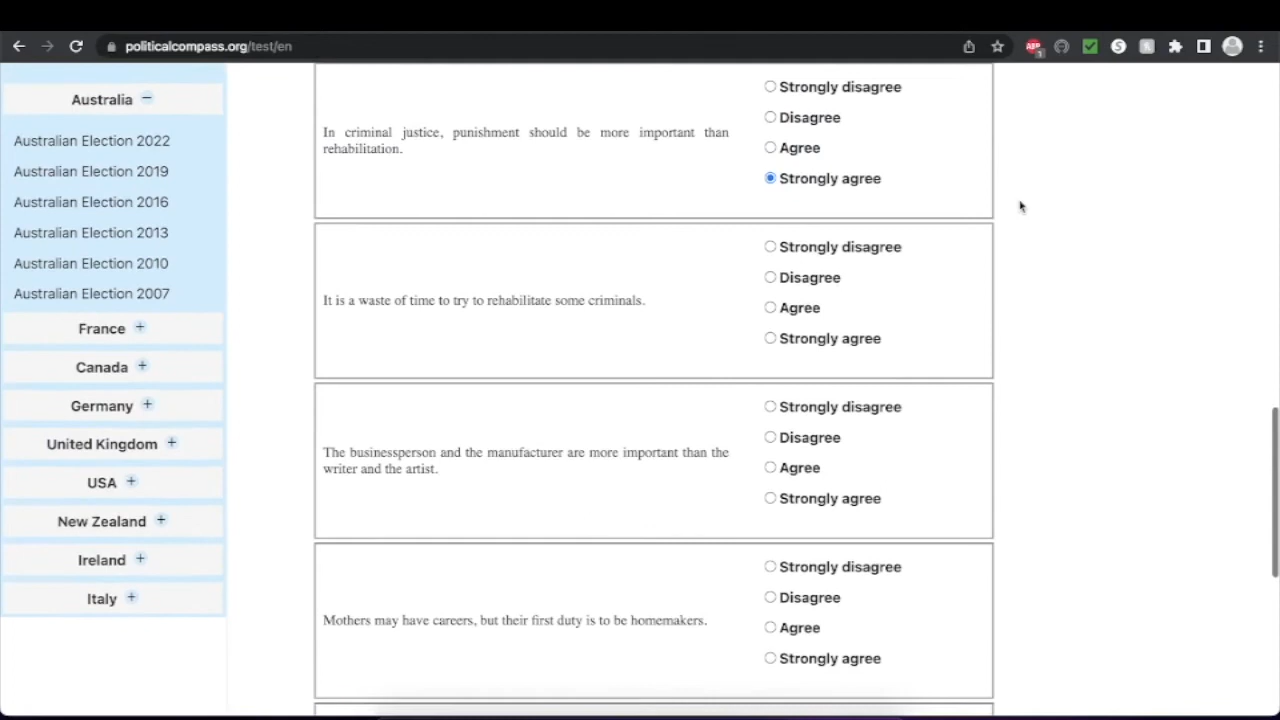 politicalcompass.org/test/en
Australia
Australian Election 2022
Australian Election 2019
Australian Election 2016
Australian Election 2013
Australian Election 2010
Australian Election 2007
France +
Canada +
Germany +
United Kingdom +
USA +
New Zealand +
Ireland +
Italy +
In criminal justice, punishment should be more important than
rehabilitation.
Strongly disagree
Disagree
Agree
Strongly agree
It is a waste of time to try to rehabilitate some criminals.
Strongly disagree
Disagree
Agree
Strongly agree
The businessperson and the manufacturer are more important than the
writer and the artist.
Strongly disagree
Disagree
Agree
Strongly agree
Mothers may have careers, but their first duty is to be homemakers.
Strongly disagree
Disagree
Agree
Strongly agree